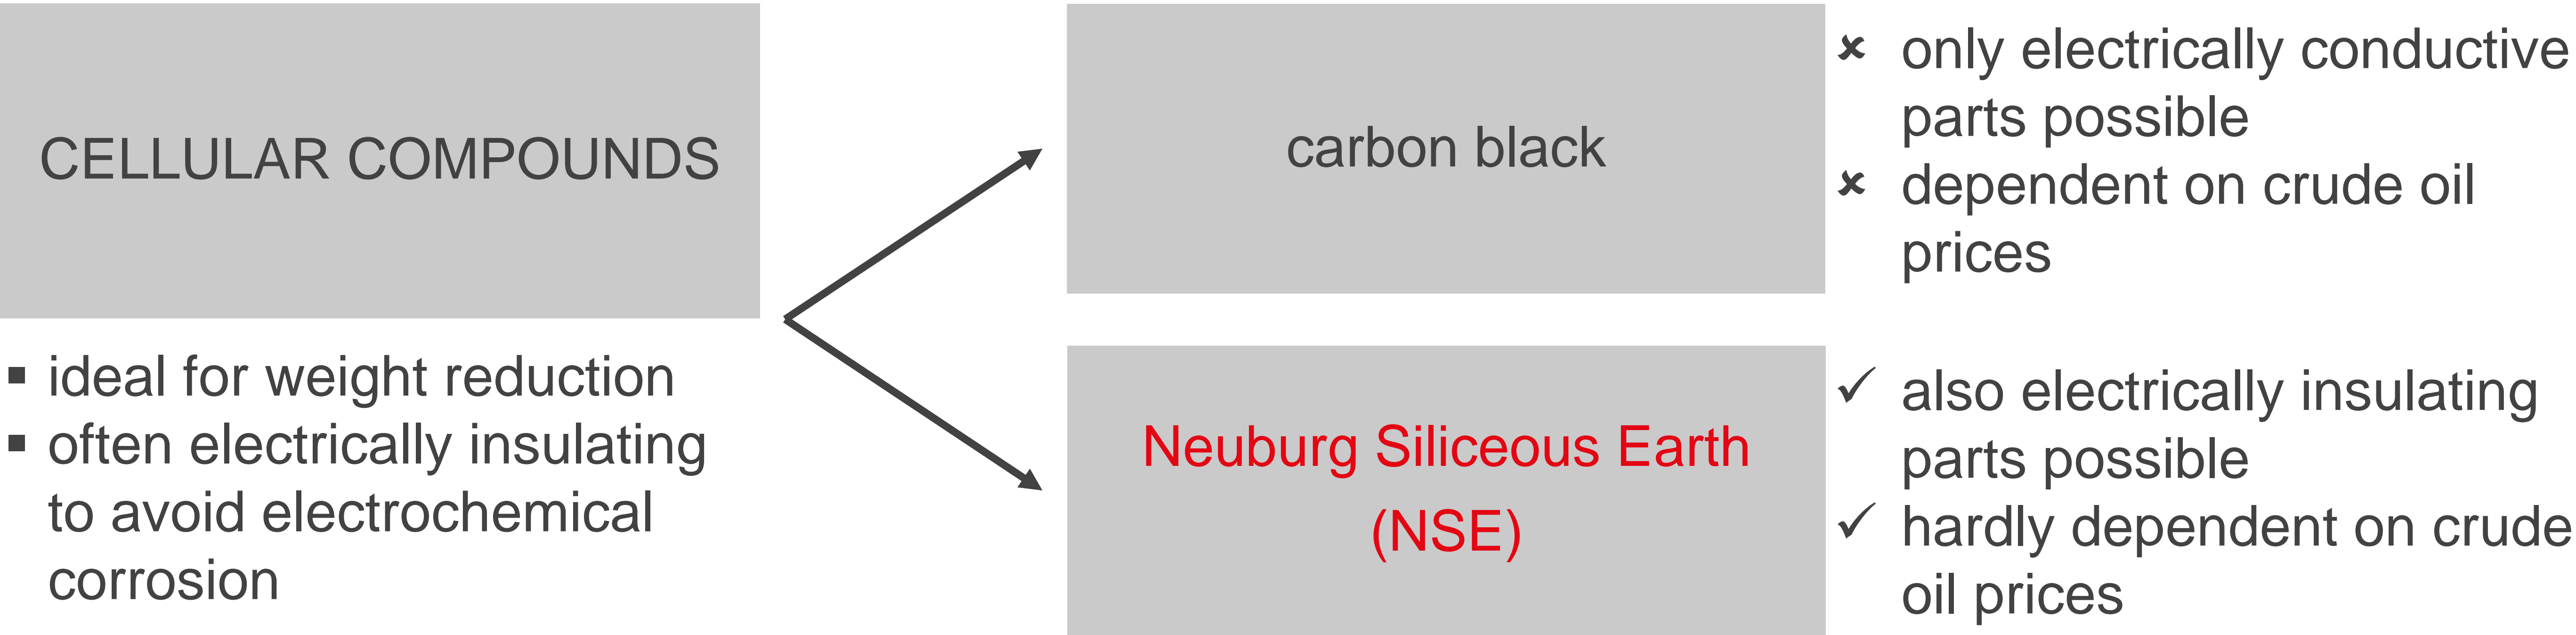 CELLULAR COMPOUNDS
▪ ideal for weight reduction
▪ often electrically insulating
to avoid electrochemical
corrosion
carbon black
✖ only electrically conductive
parts possible
✖ dependent on crude oil
prices
Neuburg Siliceous Earth
(NSE)
✓ also electrically insulating
parts possible
✓ hardly dependent on crude
oil prices